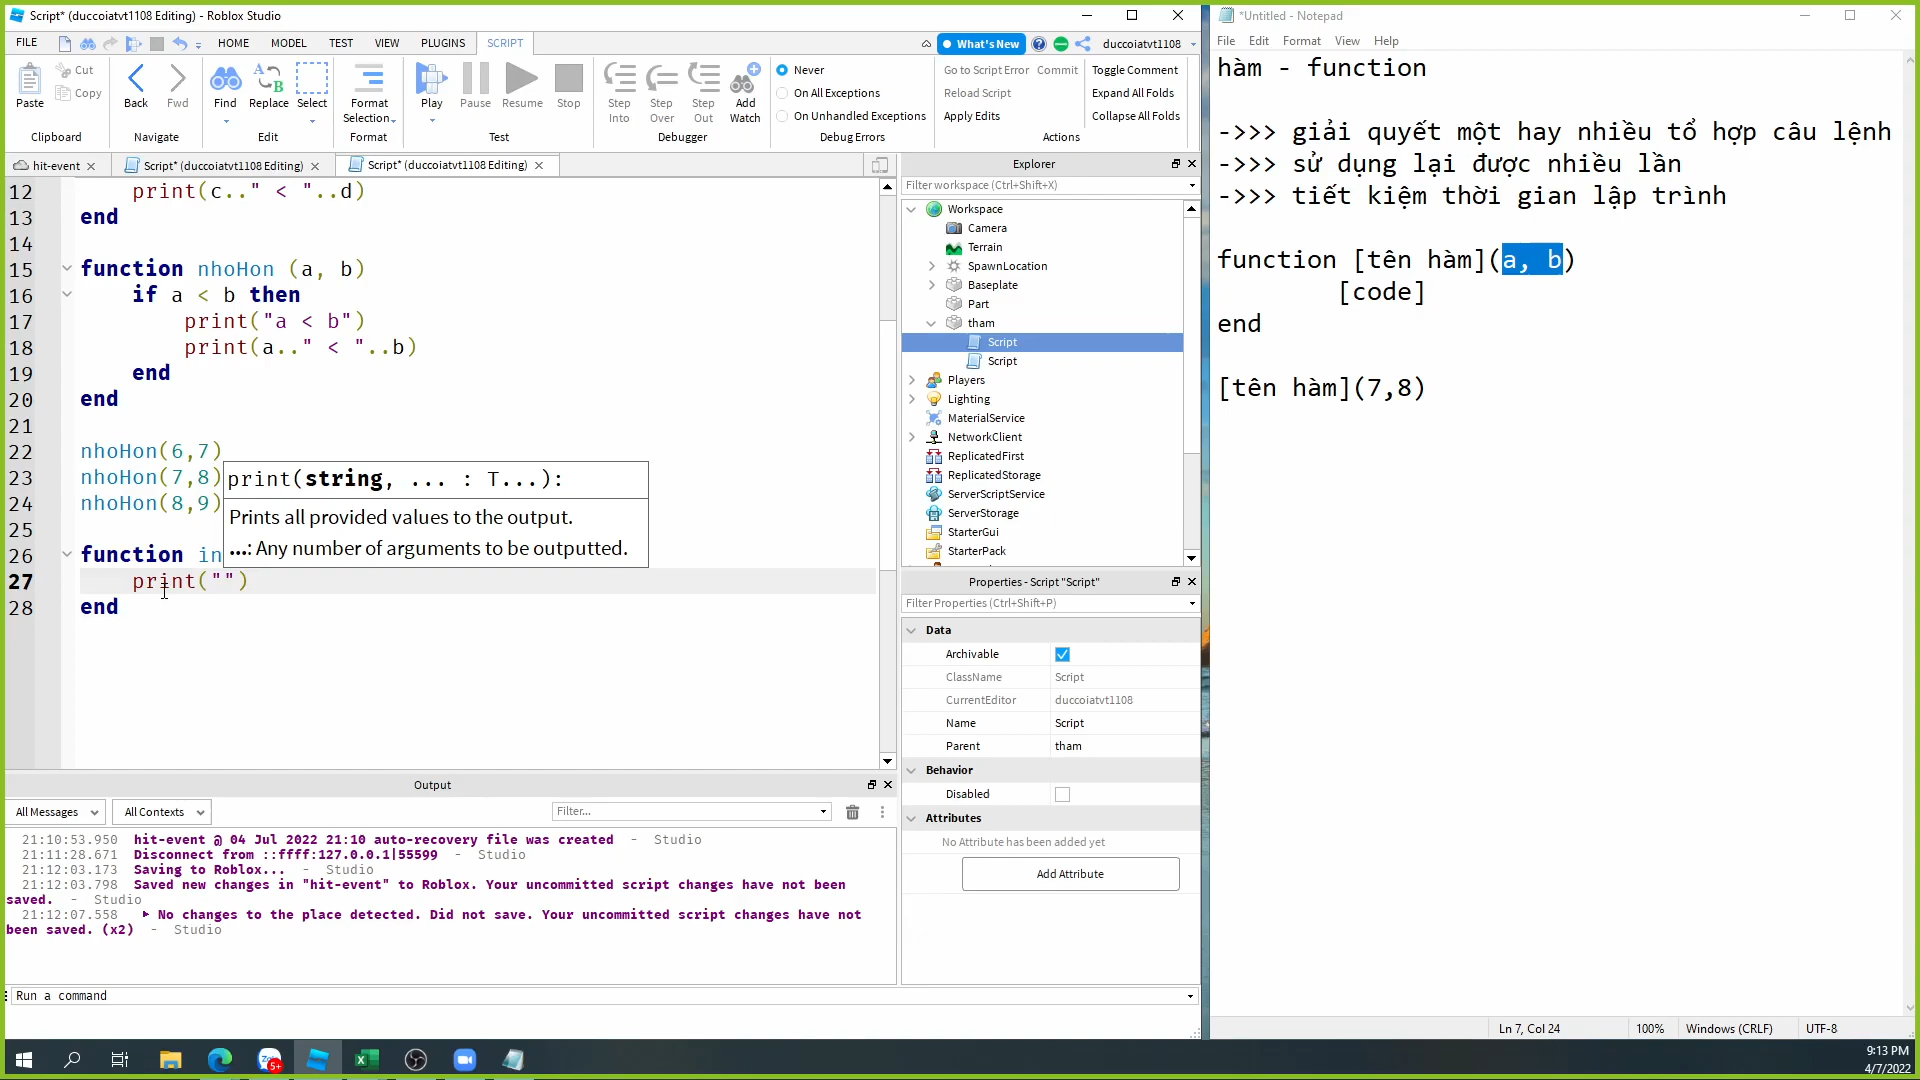 Script* (duccoiatvt1108 Editing) - Roblox Studio
FILE HOME MODEL TEST VIEW PLUGINS SCRIPT What's New duccoiatvt1108
Paste Cut Copy Back Fwd Find Replace Select Format Selection Play Pause Resume Stop Step Into Step Over Step Out Add Watch
Never
On All Exceptions
On Unhandled Exceptions
Go to Script Error Commit Toggle Comment
Reload Script Expand All Folds
Apply Edits Collapse All Folds
Clipboard Navigate Edit Format Test Debugger Debug Errors Actions
hit-event Script* (duccoiatvt1108 Editing) Script* (duccoiatvt1108 Editing)
12 print(c.." < "..d)
13 end
14
15 function nhoHon (a, b)
16 if a < b then
17 print("a < b")
18 print(a.." < "..b)
19 end
20 end
21
22 nhoHon(6,7)
23 nhoHon(7,8)
24 nhoHon(8,9)
25
26 function in
27 print("")
28 end
print(string, ... : T...):
Prints all provided values to the output.
...: Any number of arguments to be outputted.
Explorer
Filter workspace (Ctrl+Shift+X)
Workspace
Camera
Terrain
SpawnLocation
Baseplate
Part
tham
Script
Script
Players
Lighting
MaterialService
NetworkClient
ReplicatedFirst
ReplicatedStorage
ServerScriptService
ServerStorage
StarterGui
StarterPack
Properties - Script "Script"
Filter Properties (Ctrl+Shift+P)
Data
Archivable
ClassName Script
CurrentEditor duccoiatvt1108
Name Script
Parent tham
Behavior
Disabled
Attributes
No Attribute has been added yet
Add Attribute
Output
All Messages All Contexts Filter...
21:10:53.950 hit-event @ 04 Jul 2022 21:10 auto-recovery file was created - Studio
21:11:28.671 Disconnect from ::ffff:127.0.0.1|55599 - Studio
21:12:03.173 Saving to Roblox... - Studio
21:12:03.798 Saved new changes in "hit-event" to Roblox. Your uncommitted script changes have not been
saved. - Studio
21:12:07.558 No changes to the place detected. Did not save. Your uncommitted script changes have not
been saved. (x2) - Studio
Run a command
*Untitled - Notepad
File Edit Format View Help
hàm - function
->>> giải quyết một hay nhiều tổ hợp câu lệnh
->>> sử dụng lại được nhiều lần
->>> tiết kiệm thời gian lập trình
function [tên hàm](a, b)
[code]
end
[tên hàm](7,8)
Ln 7, Col 24 100% Windows (CRLF) UTF-8
5+
9:13 PM
4/7/2022